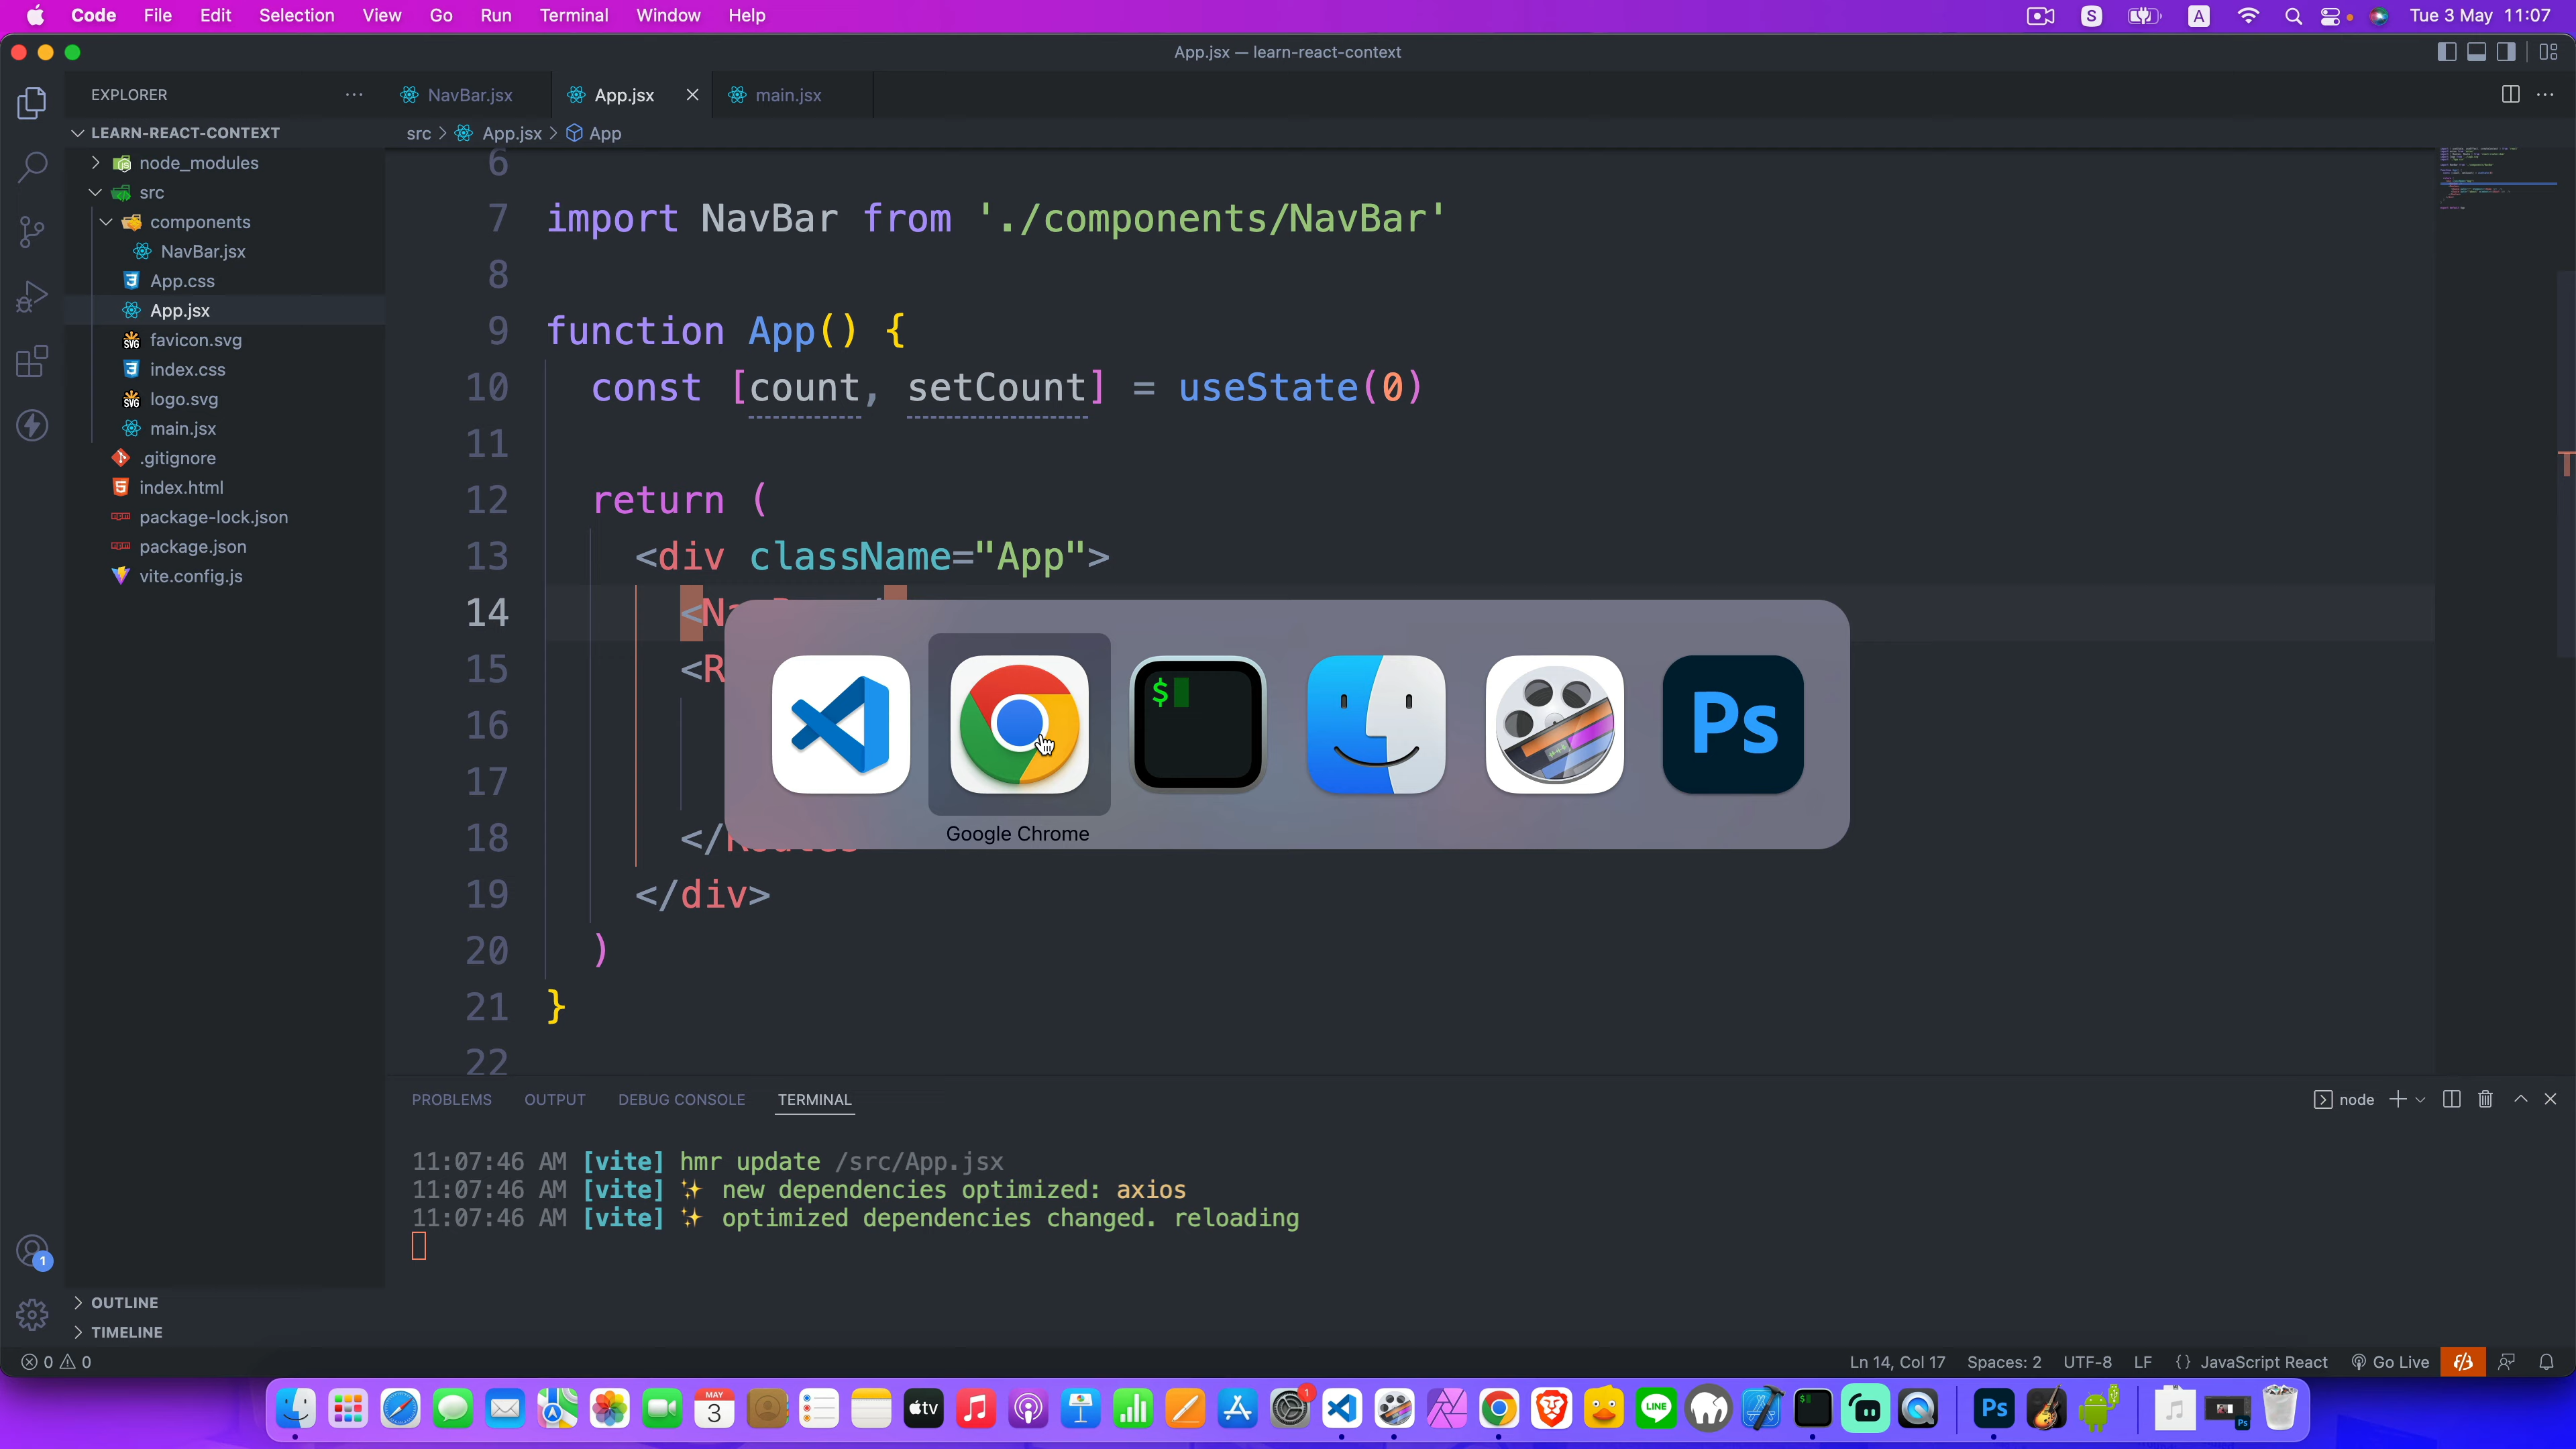 Code File Edit Selection View Go Run Terminal Window Help
S A Tue 3 May 11:07
App.jsx — learn-react-context
EXPLORER
NavBar.jsx App.jsx main.jsx
LEARN-REACT-CONTEXT
src App.jsx App
node_modules
src
components
NavBar.jsx
App.css
App.jsx
favicon.svg
index.css
logo.svg
main.jsx
.gitignore
index.html
package-lock.json
package.json
vite.config.js
OUTLINE
TIMELINE
6
7 import NavBar from './components/NavBar'
8
9 function App() {
10 const [count, setCount] = useState(0)
11
12 return (
13 <div className="App">
14 <
15 <R
16
17
18 </Routes
19 </div>
20 )
21 }
22
$
Ps
Google Chrome
PROBLEMS OUTPUT DEBUG CONSOLE TERMINAL
node
11:07:46 AM [vite] hmr update /src/App.jsx
11:07:46 AM [vite] ✨ new dependencies optimized: axios
11:07:46 AM [vite] ✨ optimized dependencies changed. reloading
1
0 0
Ln 14, Col 17 Spaces: 2 UTF-8 LF {} JavaScript React Go Live
MAY
3
tv
1
LINE
$
Ps
Ps